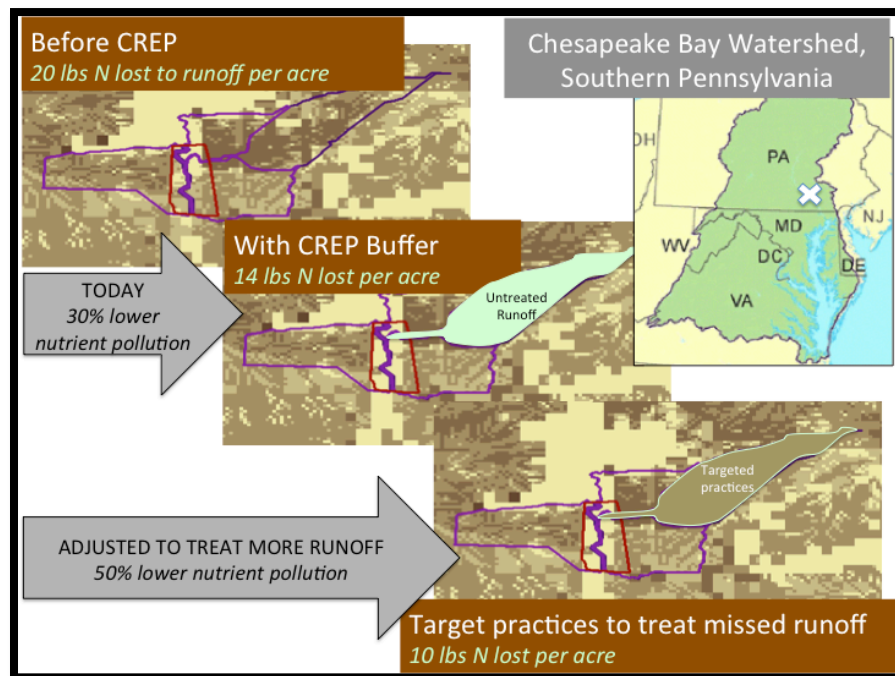 Before CREP
20 lbs N lost to runoff per acre
Chesapeake Bay Watershed,
Southern Pennsylvania
OH
PA
NJ
MD
WV
DC
DE
VA
With CREP Buffer
14 lbs N lost per acre
TODAY
30% lower
nutrient pollution
Untreated
Runoff
Targeted
practices
ADJUSTED TO TREAT MORE RUNOFF
50% lower nutrient pollution
Target practices to treat missed runoff
10 lbs N lost per acre